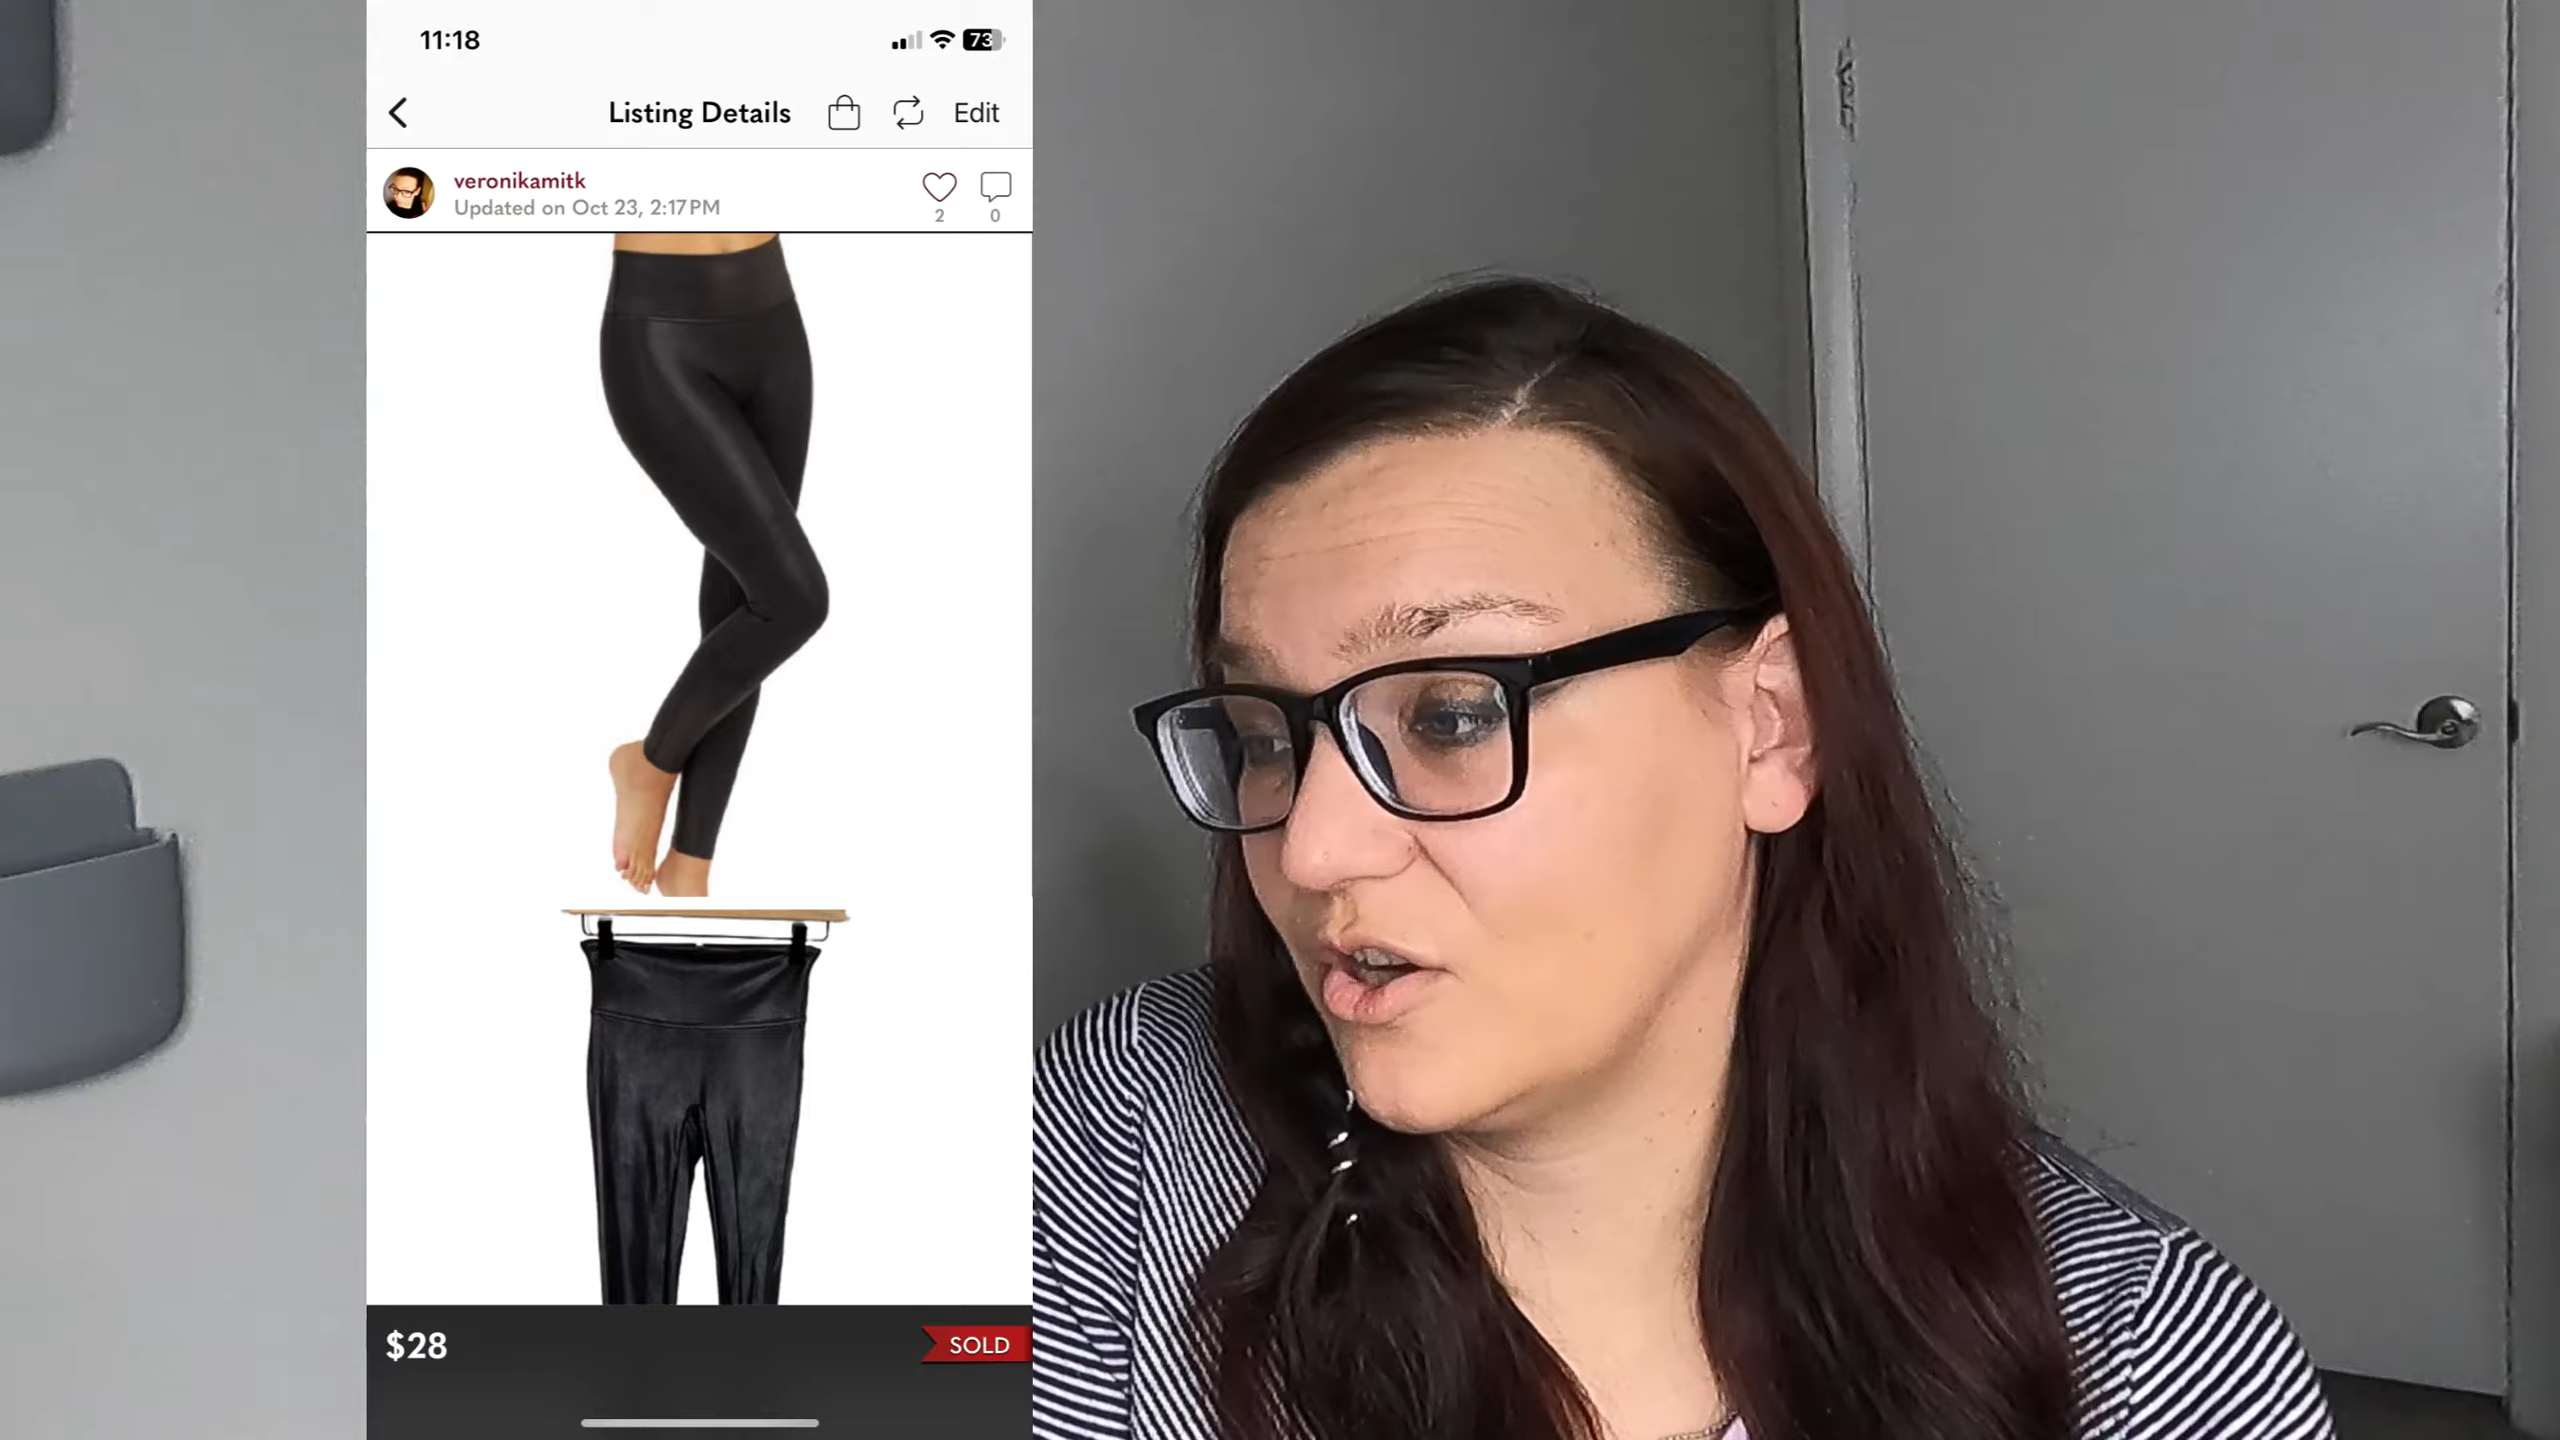 11:18
73
Listing Details
Edit
veronikamitk
Updated on Oct 23, 2:17 PM
2
0
$28
SOLD